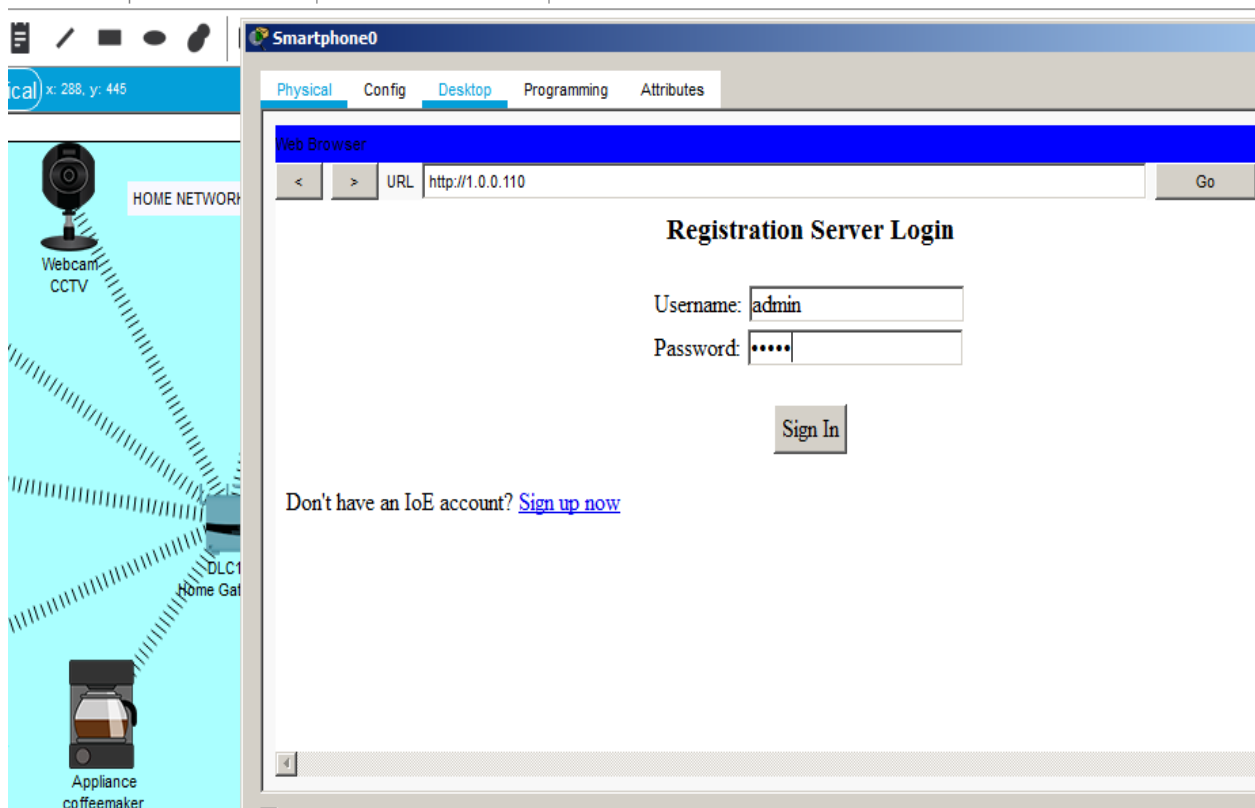 Smartphone0
ical x: 288, y: 445
Physical Config Desktop Programming Attributes
Web Browser
< > URL http://1.0.0.110 Go
HOME NETWORK
Webcam
CCTV
Registration Server Login
Username: admin
Password: •••••
Sign In
Don't have an IoE account? Sign up now
DLC1
Home Gat
Appliance
coffeemaker